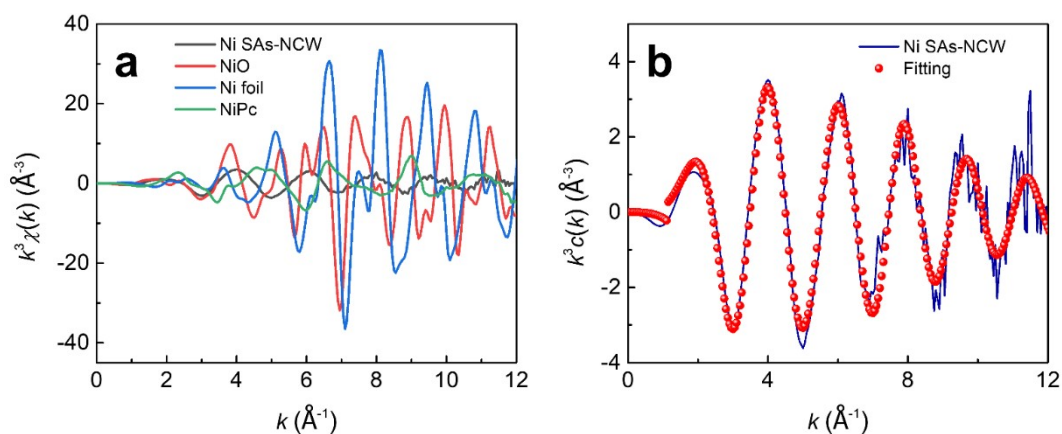 a
Ni SAs-NCW
NiO
Ni foil
NiPc
40
20
0
-20
-40
k³χ(k) (Å⁻³)
0 2 4 6 8 10 12
k (Å⁻¹)
b
Ni SAs-NCW
Fitting
4
2
0
-2
-4
k³c(k) (Å⁻³)
0 4 8 12
k (Å⁻¹)